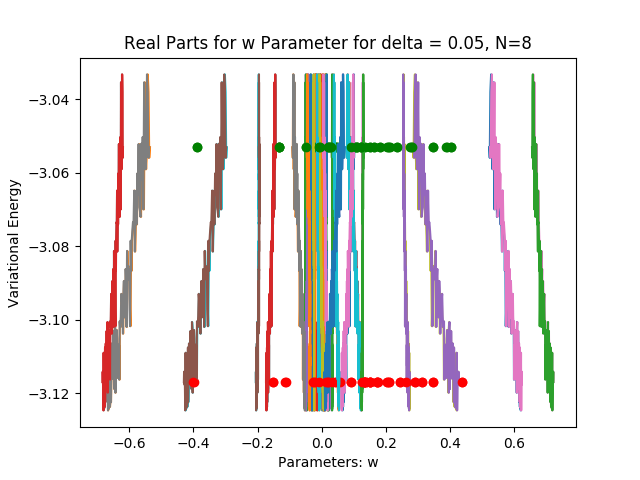 Real Parts for w Parameter for delta = 0.05, N=8
−3.04
−3.06
−3.08
−3.10
−3.12
Variational Energy
−0.6 −0.4 −0.2 0.0 0.2 0.4 0.6
Parameters: w